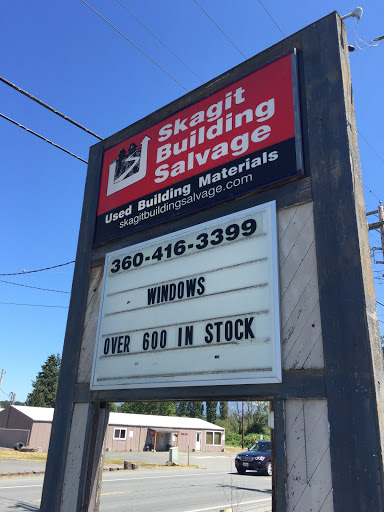 Skagit
Building
Salvage
Used Building Materials
skagitbuildingsalvage.com
360-416-3399
WINDOWS
OVER 600 IN STOCK